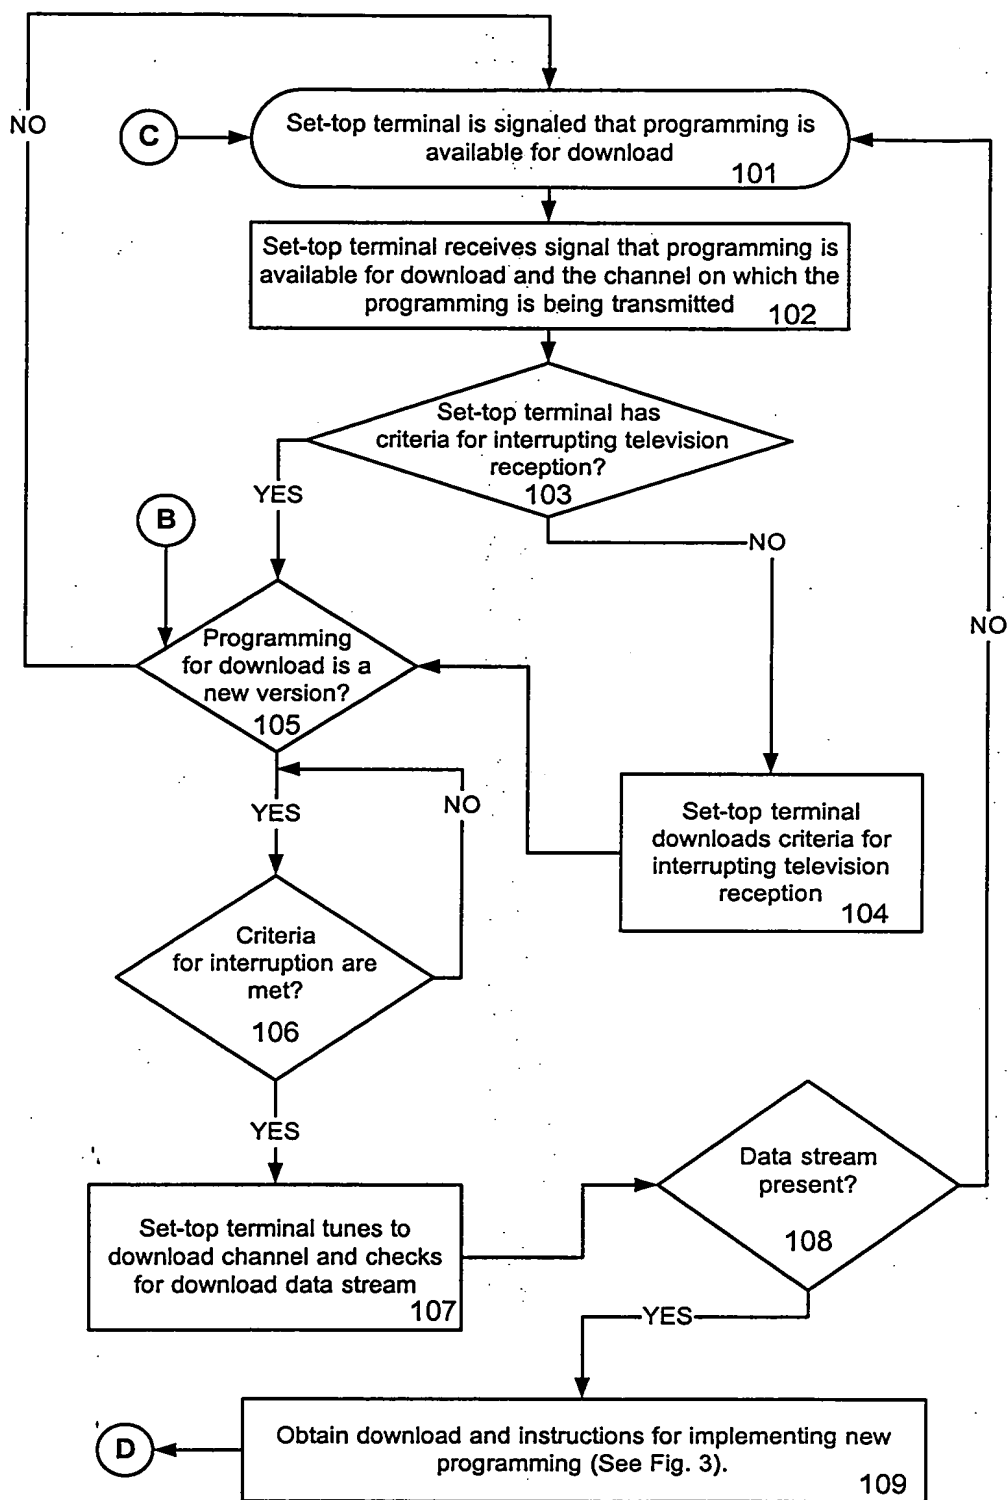 NO
C
Set-top terminal is signaled that programming is
available for download
101
Set-top terminal receives signal that programming is
available for download and the channel on which the
programming is being transmitted
102
Set-top terminal has
criteria for interrupting television
reception?
103
YES
NO
B
NO
Programming
for download is a
new version?
105
YES
NO
Set-top terminal
downloads criteria for
interrupting television
reception
104
Criteria
for interruption are
met?
106
YES
Data stream
present?
108
Set-top terminal tunes to
download channel and checks
for download data stream
107
YES
D
Obtain download and instructions for implementing new
programming (See Fig. 3).
109